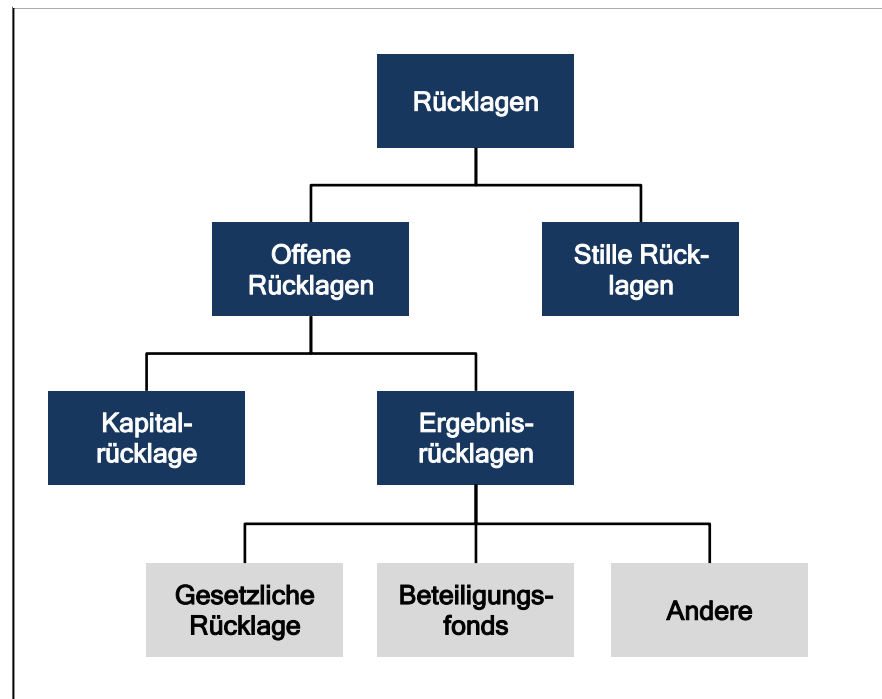 Rücklagen
Offene
Rücklagen
Stille Rück-
lagen
Kapital-
rücklage
Ergebnis-
rücklagen
Gesetzliche
Rücklage
Beteiligungs-
fonds
Andere